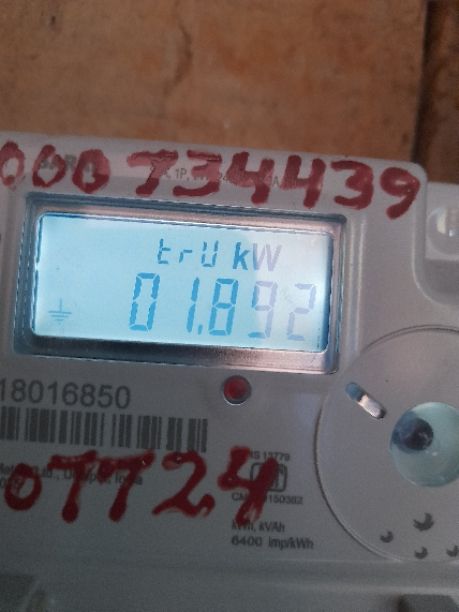 000734439
trU kW
01.892
18016850
IS 13779
kWh, kVAh
6400 imp/kWh
07724